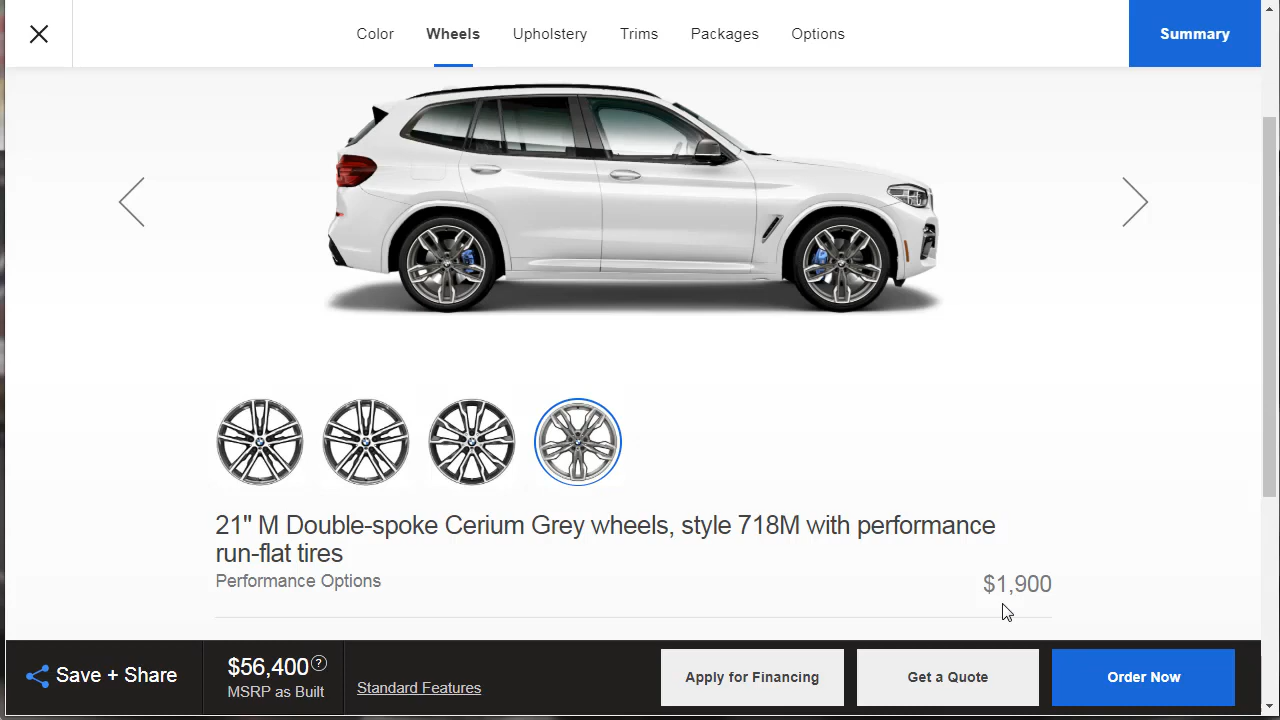 Color Wheels Upholstery Trims Packages Options Summary
21" M Double-spoke Cerium Grey wheels, style 718M with performance
run-flat tires
Performance Options $1,900
Save + Share $56,400 ? MSRP as Built Standard Features Apply for Financing Get a Quote Order Now